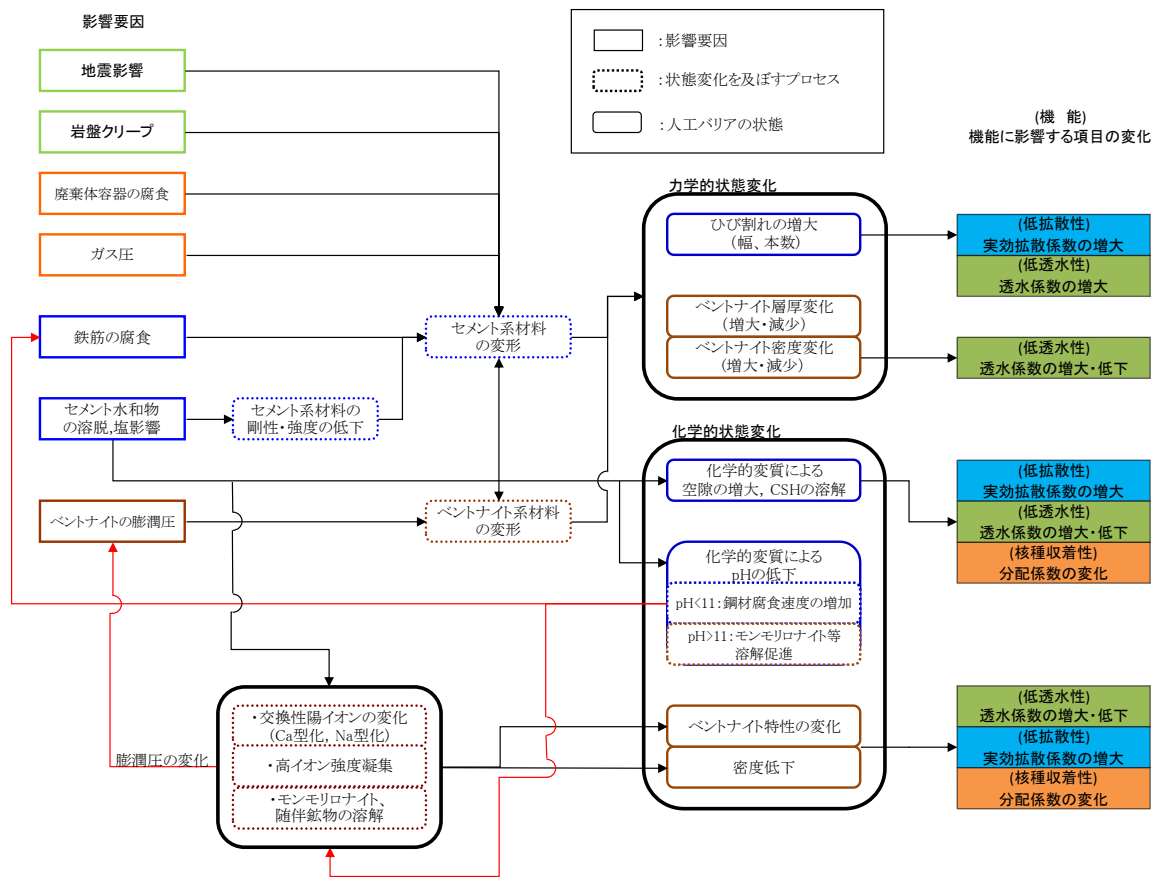 影響要因
地震影響
岩盤クリープ
廃棄体容器の腐食
ガス圧
鉄筋の腐食
セメント水和物
の溶脱,塩影響
ベントナイトの膨潤圧
セメント系材料の
剛性・強度の低下
セメント系材料
の変形
ベントナイト系材料
の変形
:影響要因
:状態変化を及ぼすプロセス
:人工バリアの状態
力学的状態変化
ひび割れの増大
(幅、本数)
ベントナイト層厚変化
(増大・減少)
ベントナイト密度変化
(増大・減少)
化学的状態変化
化学的変質による
空隙の増大, CSHの溶解
化学的変質による
pHの低下
pH<11:鋼材腐食速度の増加
pH>11:モンモリロナイト等
溶解促進
ベントナイト特性の変化
密度低下
膨潤圧の変化
・交換性陽イオンの変化
(Ca型化, Na型化)
・高イオン強度凝集
・モンモリロナイト、
随伴鉱物の溶解
(機 能)
機能に影響する項目の変化
(低拡散性)
実効拡散係数の増大
(低透水性)
透水係数の増大
(低透水性)
透水係数の増大・低下
(低拡散性)
実効拡散係数の増大
(低透水性)
透水係数の増大・低下
(核種収着性)
分配係数の変化
(低透水性)
透水係数の増大・低下
(低拡散性)
実効拡散係数の増大
(核種収着性)
分配係数の変化